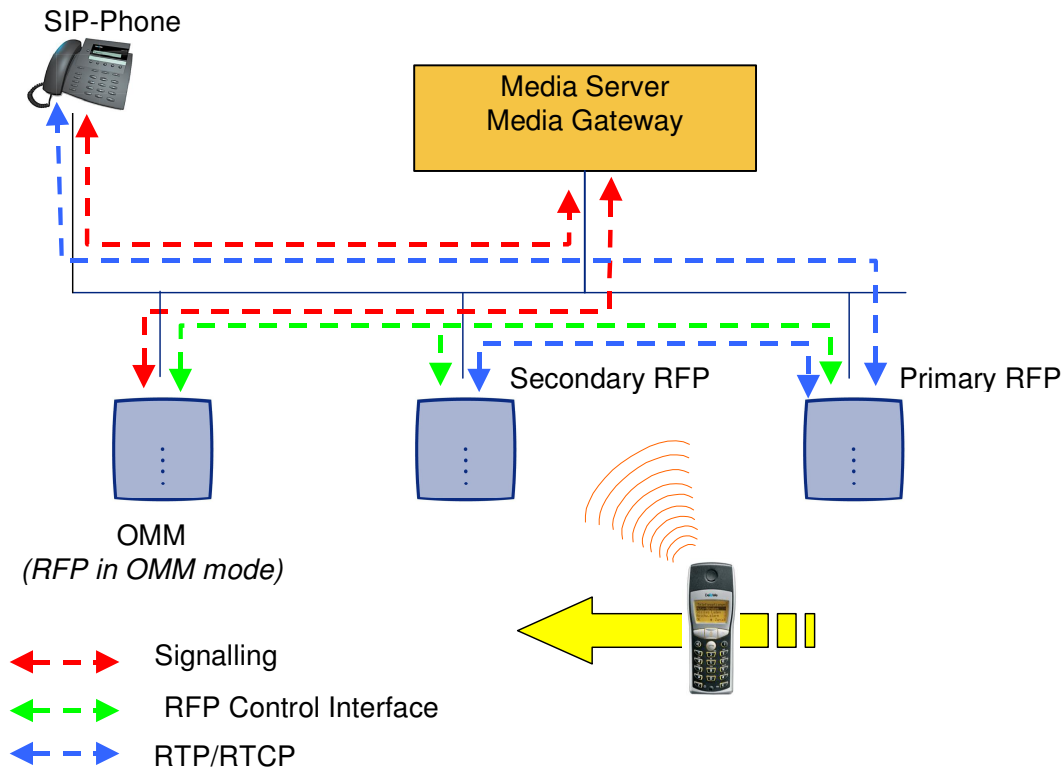 SIP-Phone
Media Server
Media Gateway
Secondary RFP
Primary RFP
OMM
(RFP in OMM mode)
Signalling
RFP Control Interface
RTP/RTCP